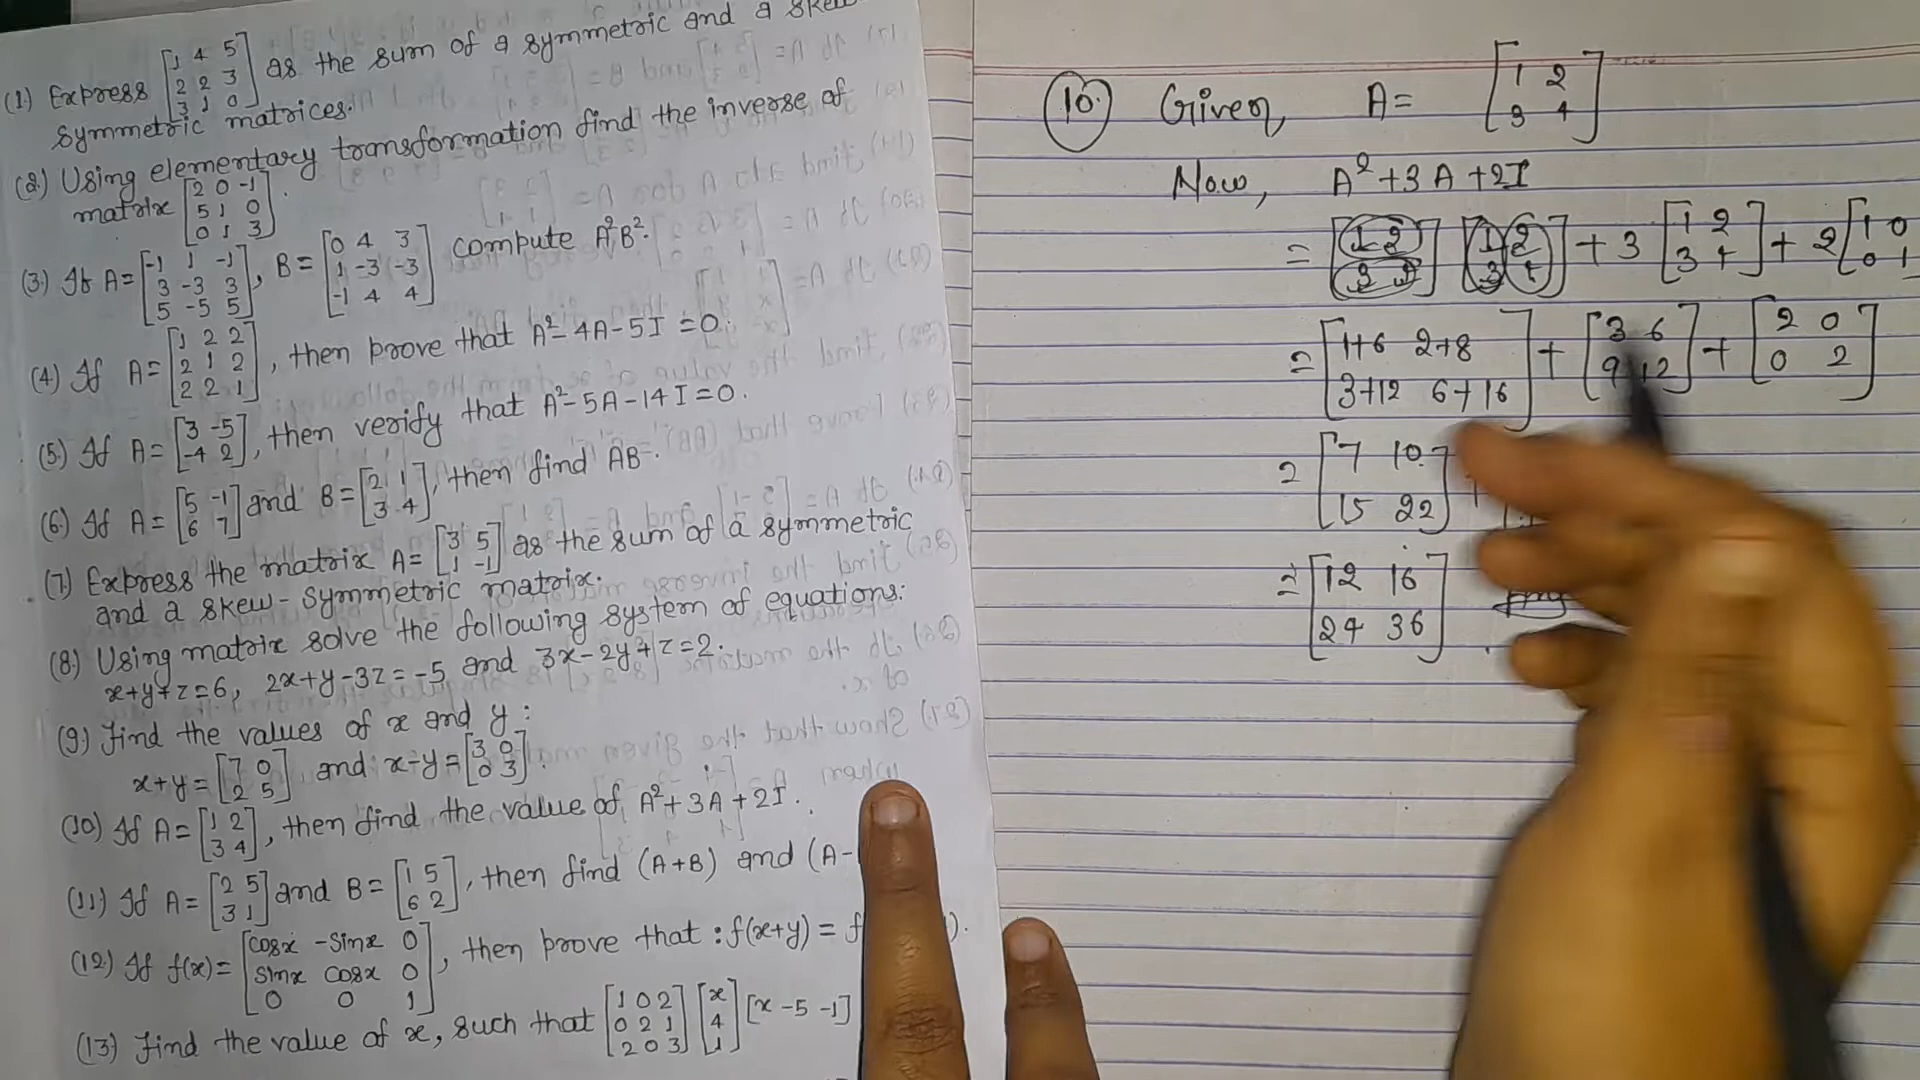 (1.) Express [1 4 5 / 2 2 3 / 3 1 0] as the sum of a symmetric and a skew
symmetric matrices.
(2.) Using elementary transformation find the inverse of
matrix [2 0 -1 / 5 1 0 / 0 1 3].
(3.) If A= [-1 1 -1 / 3 -3 3 / 5 -5 5], B= [0 4 3 / 1 -3 -3 / -1 4 4] compute A²B².
(4.) If A= [1 2 2 / 2 1 2 / 2 2 1], then prove that A²-4A-5I=0.
(5.) If A= [3 -5 / -4 2], then verify that A²-5A-14I=0.
(6.) If A= [5 -1 / 6 7] and B= [2 1 / 3 4], then find AB.
(7.) Express the matrix A= [3 5 / 1 -1] as the sum of a symmetric
and a skew-symmetric matrix.
(8.) Using matrix solve the following system of equations:
x+y+z=6, 2x+y-3z=-5 and 3x-2y+z=2.
(9.) Find the values of x and y:
x+y= [7 0 / 2 5] and x-y= [3 0 / 0 3].
(10.) If A= [1 2 / 3 4], then find the value of A²+3A+2I.
(11.) If A= [2 5 / 3 1] and B= [1 5 / 6 2], then find (A+B) and (A-
(12.) If f(x)= [cosx -sinx 0 / sinx cosx 0 / 0 0 1], then prove that : f(x+y) = f ).
(13.) Find the value of x, such that [1 0 2 / 0 2 1 / 2 0 3] [x / 4 / 1] [x -5 -1]
10. Given, A= [1 2 / 3 4]
Now, A²+3A+2I
= [1 2 / 3 4] [1 2 / 3 4] + 3 [1 2 / 3 4] + 2 [1 0 / 0 1
= [1+6 2+8 / 3+12 6+16] + [3 6 / 9 12] + [2 0 / 0 2]
= [7 10 / 15 22] +
= [12 16 / 24 36]